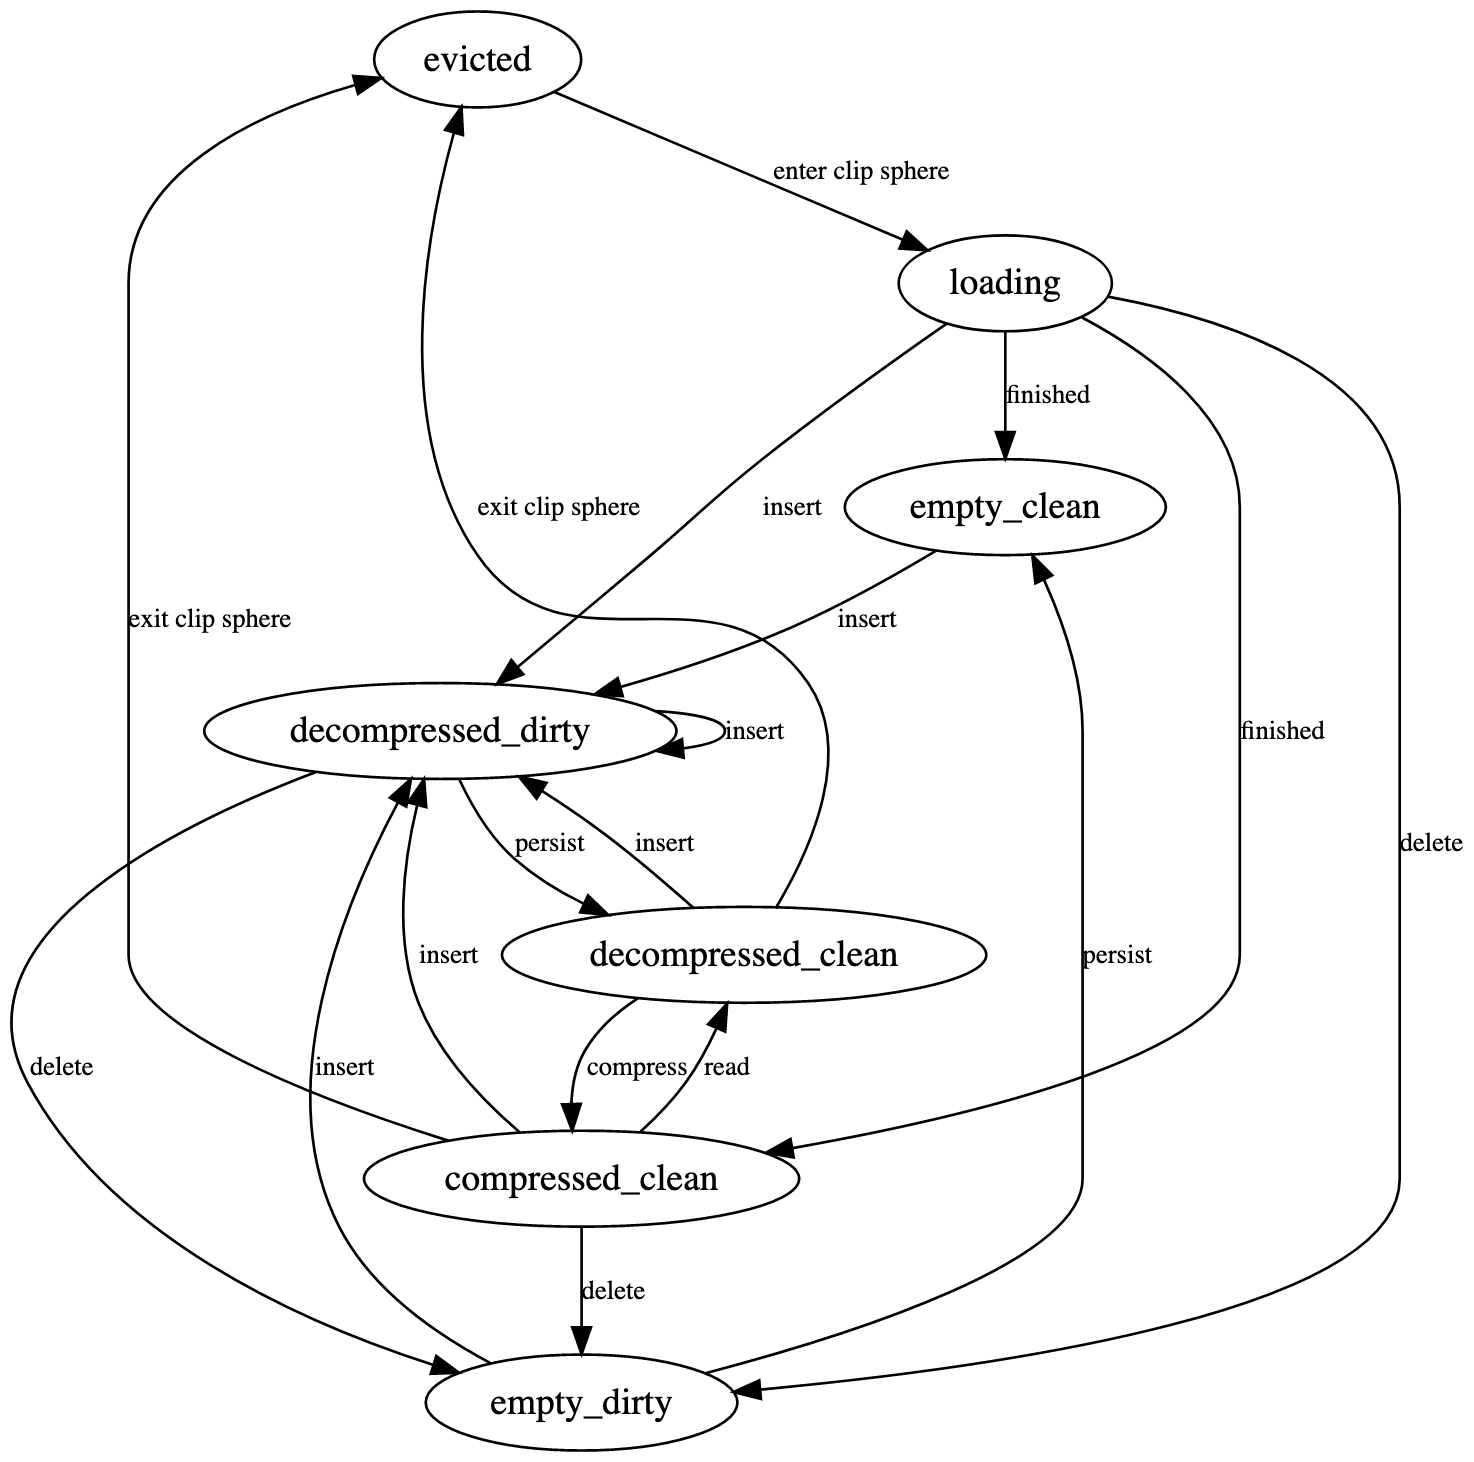 evicted
enter clip sphere
loading
finished
exit clip sphere
insert
empty_clean
exit clip sphere
insert
decompressed_dirty
insert
finished
persist
insert
delete
insert
decompressed_clean
persist
delete
insert
compress
read
compressed_clean
delete
empty_dirty